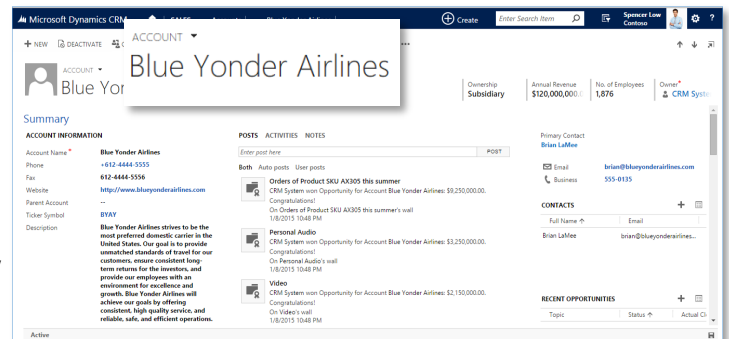 Microsoft Dynamics CRM
SALES
Blue Yonder Airlines
Create
Enter Search Item
Spencer Low
Contoso
?
+ NEW
DEACTIVATE
ACCOUNT
Blue Yonder Airlines
ACCOUNT
Blue Yon
Ownership
Subsidiary
Annual Revenue
$120,000,000.0
No. of Employees
1,876
Owner*
CRM Syste
Summary
ACCOUNT INFORMATION
Account Name* Blue Yonder Airlines
Phone +612-4444-5555
Fax 612-4444-5556
Website http://www.blueyonderairlines.com
Parent Account --
Ticker Symbol BYAY
Description Blue Yonder Airlines strives to be the
most preferred domestic carrier in the
United States. Our goal is to provide
unmatched standards of travel for our
customers, ensure consistent long-
term returns for the investors, and
provide our employees with an
environment for excellence and
growth. Blue Yonder Airlines will
achieve our goals by offering
consistent, high quality service, and
reliable, safe, and efficient operations.
POSTS ACTIVITIES NOTES
Enter post here
POST
Both Auto posts User posts
Orders of Product SKU AX305 this summer
CRM System won Opportunity for Account Blue Yonder Airlines: $9,250,000.00.
Congratulations!
On Orders of Product SKU AX305 this summer's wall
1/8/2015 10:48 PM
Personal Audio
CRM System won Opportunity for Account Blue Yonder Airlines: $3,250,000.00.
Congratulations!
On Personal Audio's wall
1/8/2015 10:48 PM
Video
CRM System won Opportunity for Account Blue Yonder Airlines: $2,150,000.00.
Congratulations!
On Video's wall
1/8/2015 10:48 PM
Primary Contact
Brian LaMee
Email brian@blueyonderairlines.com
Business 555-0135
CONTACTS
Full Name Email
Brian LaMee brian@blueyonderairlines...
RECENT OPPORTUNITIES
Topic Status Actual Cl
Active